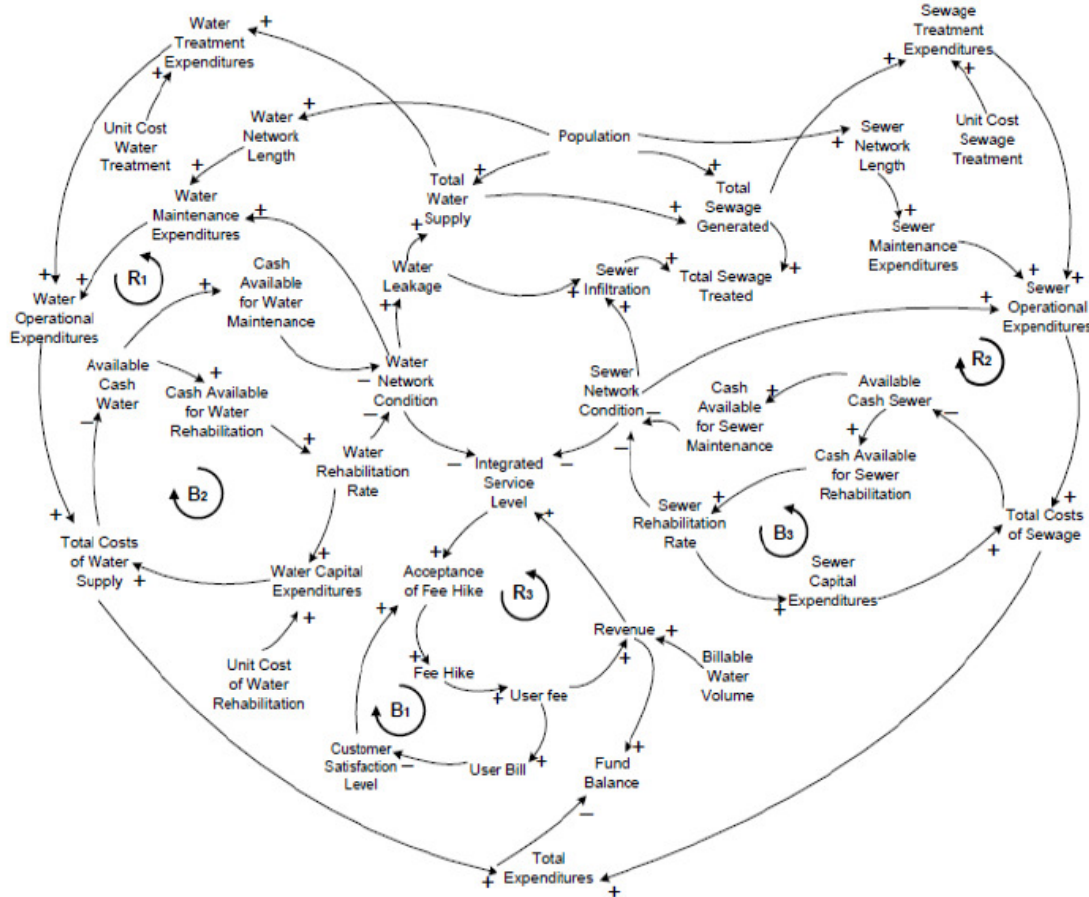 Water
Treatment
Expenditures
Sewage
Treatment
Expenditures
Unit Cost
Water
Treatment
Water
Network
Length
Population
Sewer
Network
Length
Unit Cost
Sewage
Treatment
Water
Maintenance
Expenditures
Total
Water
Supply
Total
Sewage
Generated
Sewer
Maintenance
Expenditures
R1
Cash
Available
for Water
Maintenance
Water
Leakage
Sewer
Infiltration
Total Sewage
Treated
Water
Operational
Expenditures
Sewer
Operational
Expenditures
R2
Available
Cash
Water
Cash Available
for Water
Rehabilitation
Water
Network
Condition
Sewer
Network
Condition
Cash
Available
for Sewer
Maintenance
Available
Cash Sewer
Cash Available
for Sewer
Rehabilitation
B2
Water
Rehabilitation
Rate
Integrated
Service
Level
Sewer
Rehabilitation
Rate
B3
Total Costs
of Water
Supply
Total Costs
of Sewage
Water Capital
Expenditures
Acceptance
of Fee Hike
R3
Sewer
Capital
Expenditures
Revenue
Billable
Water
Volume
Unit Cost
of Water
Rehabilitation
Fee Hike
User fee
B1
Customer
Satisfaction
Level
User Bill
Fund
Balance
Total
Expenditures